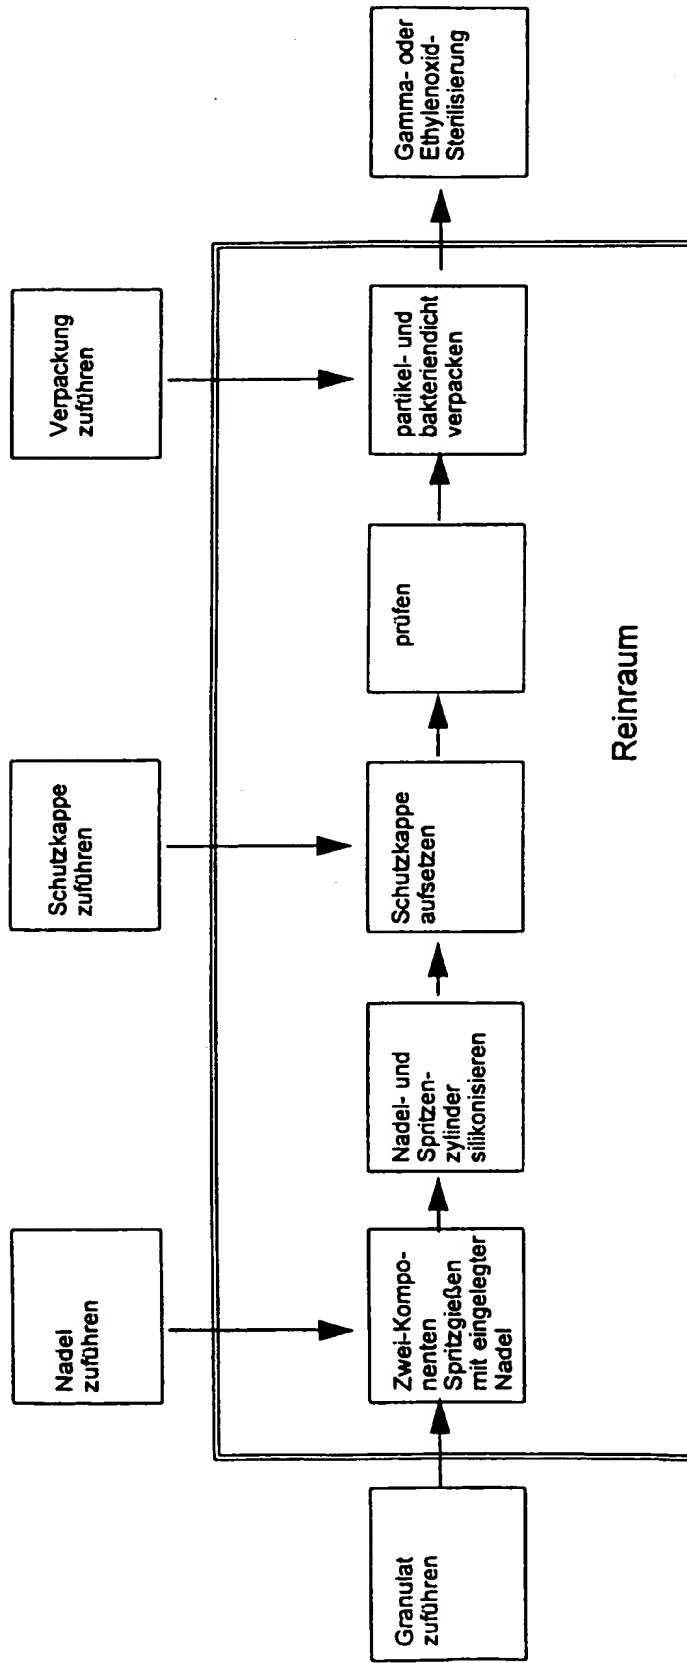 Nadel
zuführen
Schutzkappe
zuführen
Verpackung
zuführen
Granulat
zuführen
Zwei-Kompo-
nenten
Spritzgießen
mit eingelegter
Nadel
Nadel- und
Spritzen-
zylinder
silikonisieren
Schutzkappe
aufsetzen
prüfen
partikel- und
bakteriendicht
verpacken
Gamma- oder
Ethylenoxid-
Sterilisierung
Reinraum